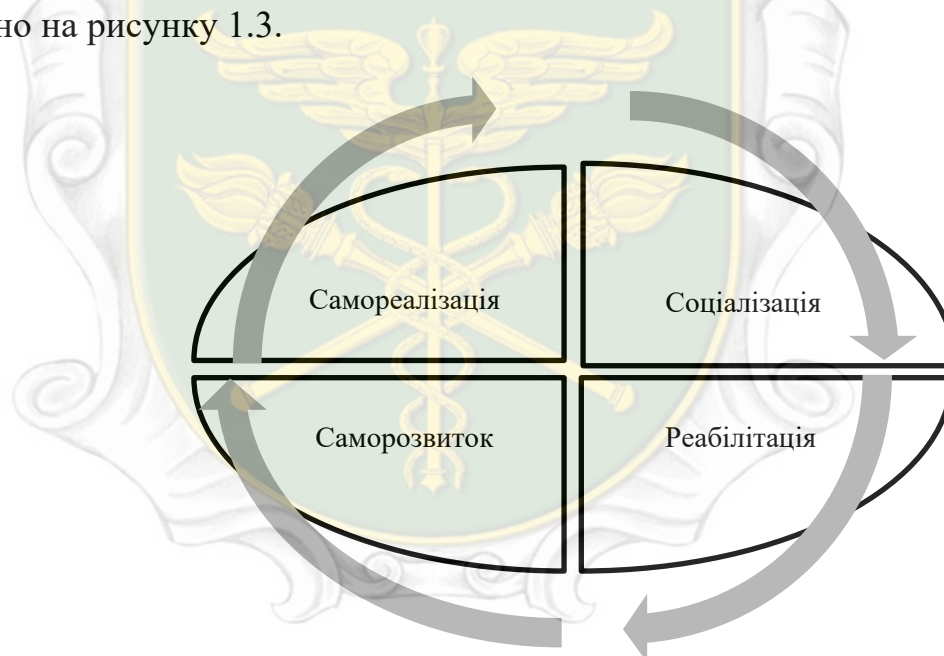 но на рисунку 1.3.
Самореалізація
Соціалізація
Саморозвиток
Реабілітація